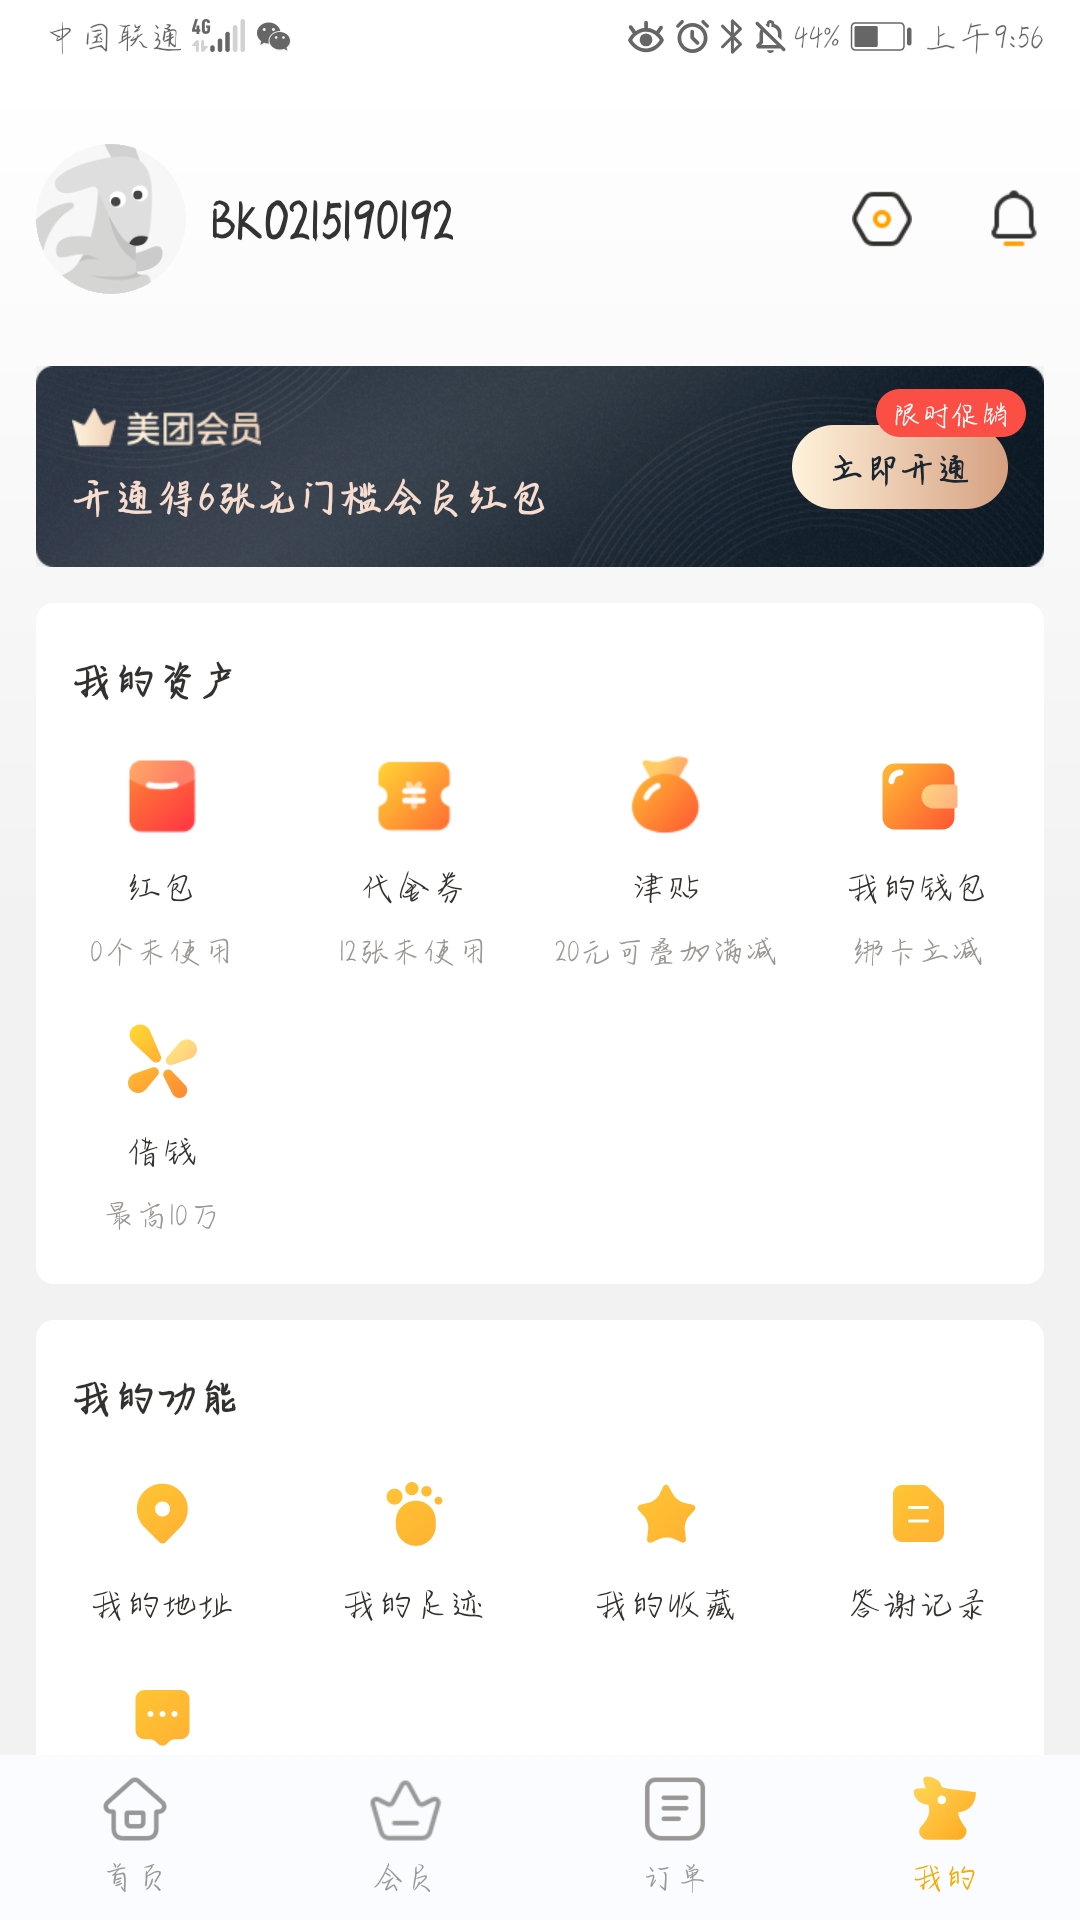 中国联通 4G 44% 上午9:56
BK0215190192
美团会员
限时促销
立即开通
开通得6张无门槛会员红包
我的资产
红包 代金券 津贴 我的钱包
0个未使用 12张未使用 20元可叠加满减 绑卡立减
借钱
最高10万
我的功能
我的地址 我的足迹 我的收藏 答谢记录
首页 会员 订单 我的